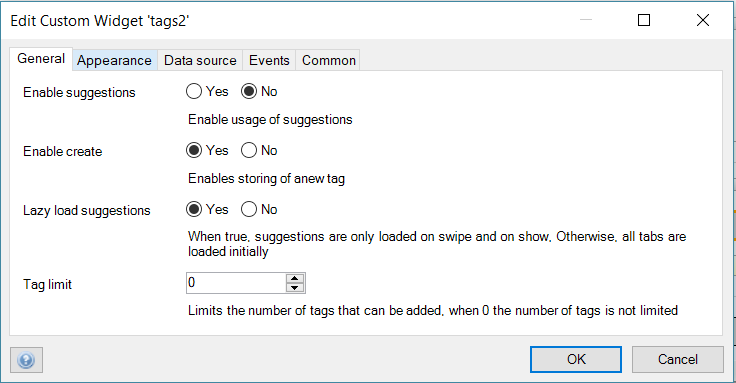 Edit Custom Widget 'tags2'
General Appearance Data source Events Common
Enable suggestions Yes No
Enable usage of suggestions
Enable create Yes No
Enables storing of anew tag
Lazy load suggestions Yes No
When true, suggestions are only loaded on swipe and on show, Otherwise, all tabs are
loaded initially
Tag limit 0
Limits the number of tags that can be added, when 0 the number of tags is not limited
? OK Cancel